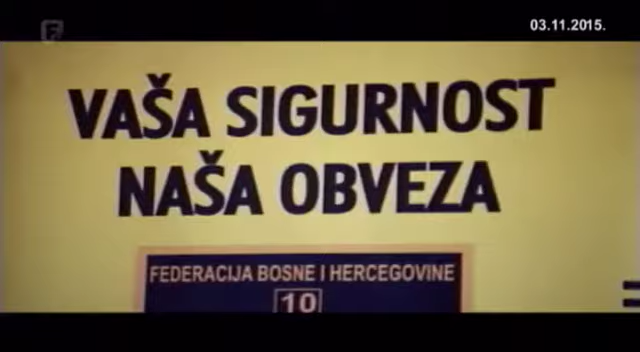 03.11.2015.
VAŠA SIGURNOST
NAŠA OBVEZA
FEDERACIJA BOSNE I HERCEGOVINE
10